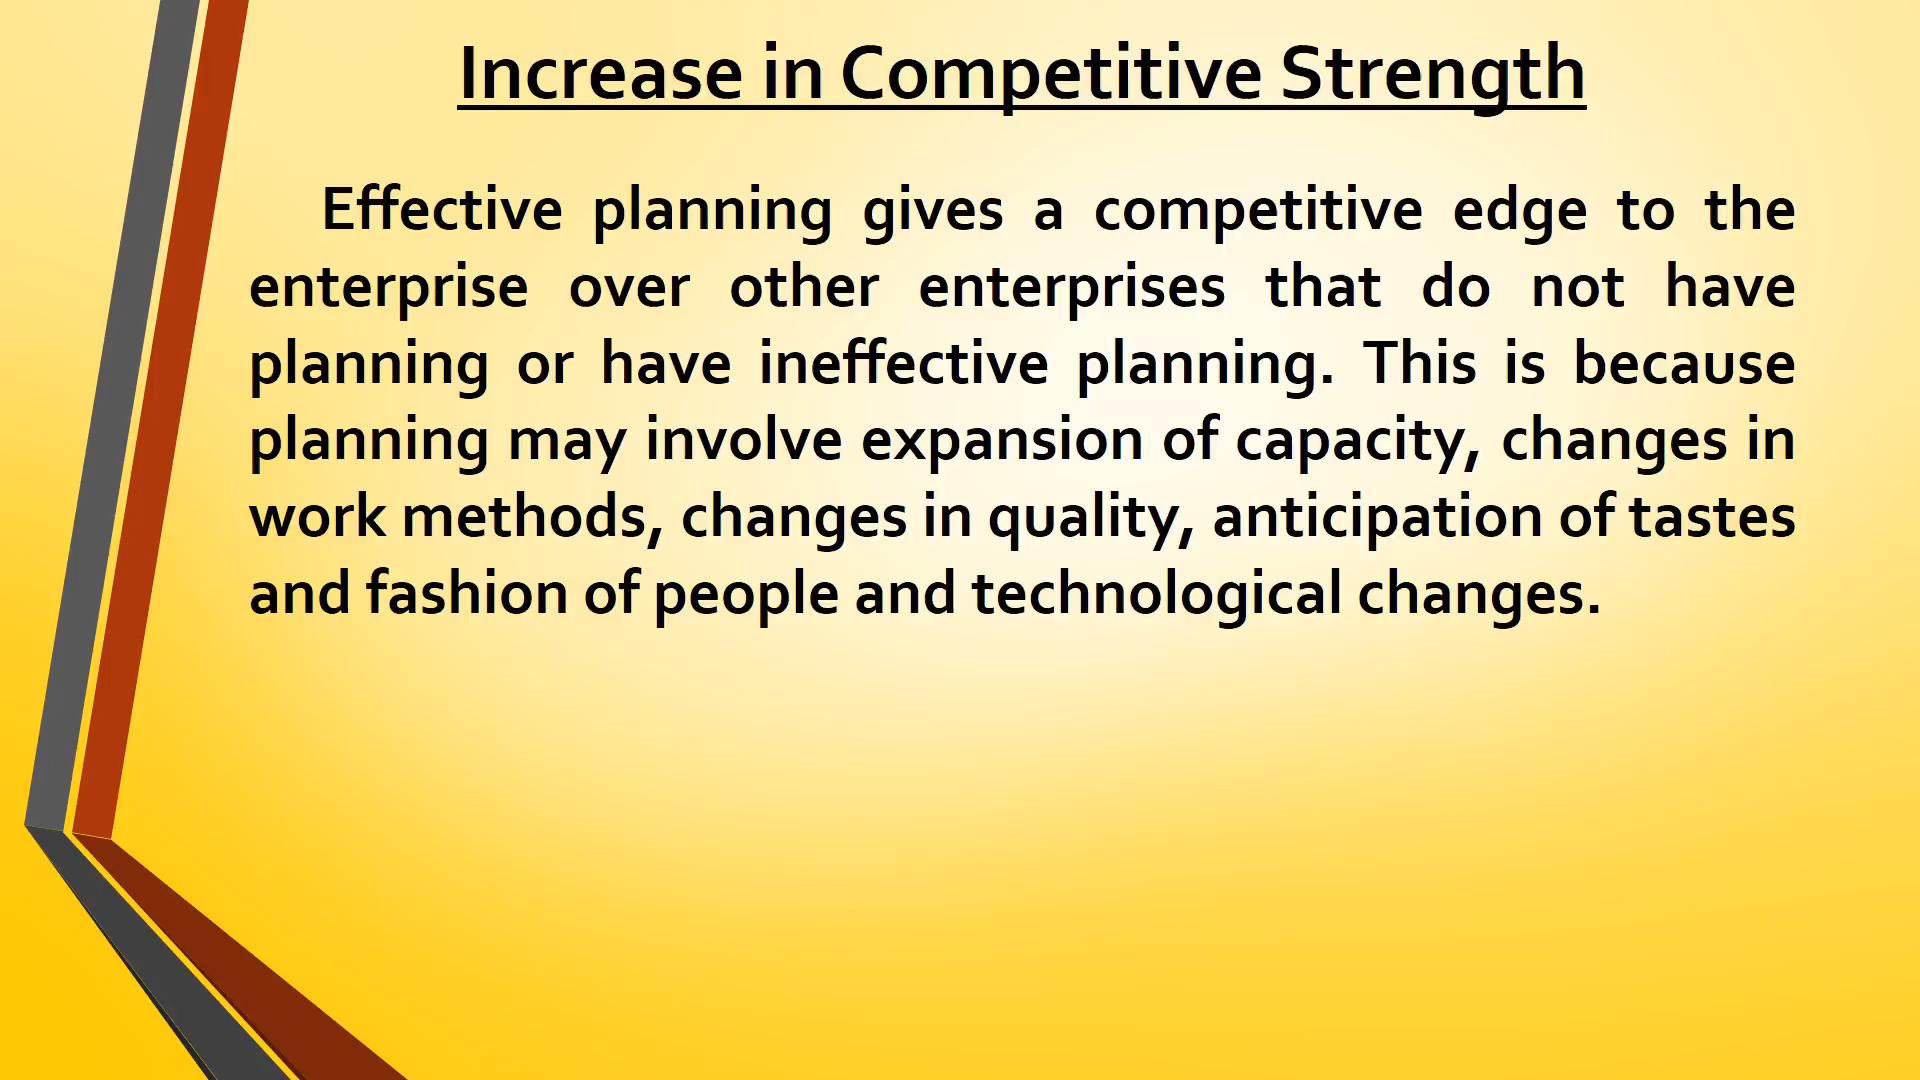 Increase in Competitive Strength
Effective planning gives a competitive edge to the
enterprise over other enterprises that do not have
planning or have ineffective planning. This is because
planning may involve expansion of capacity, changes in
work methods, changes in quality, anticipation of tastes
and fashion of people and technological changes.